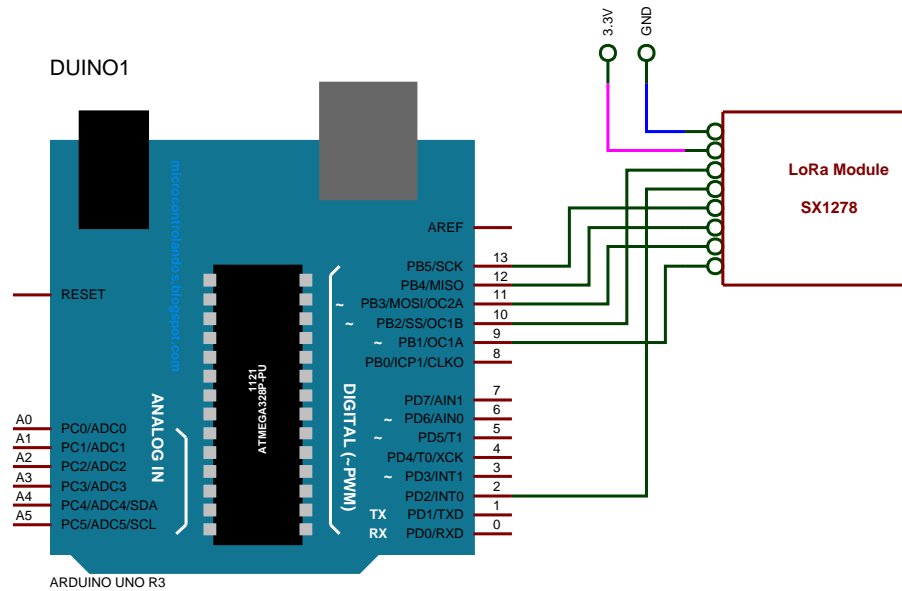 3.3V
GND
DUINO1
LoRa Module
SX1278
microcontrolandos.blogspot.com
AREF
RESET
PB5/SCK 13
PB4/MISO 12
~ PB3/MOSI/OC2A 11
~ PB2/SS/OC1B 10
~ PB1/OC1A 9
PB0/ICP1/CLKO 8
1121
ATMEGA328P-PU
ANALOG IN
DIGITAL (~PWM)
PD7/AIN1 7
~ PD6/AIN0 6
~ PD5/T1 5
PD4/T0/XCK 4
~ PD3/INT1 3
PD2/INT0 2
TX PD1/TXD 1
RX PD0/RXD 0
A0 PC0/ADC0
A1 PC1/ADC1
A2 PC2/ADC2
A3 PC3/ADC3
A4 PC4/ADC4/SDA
A5 PC5/ADC5/SCL
ARDUINO UNO R3